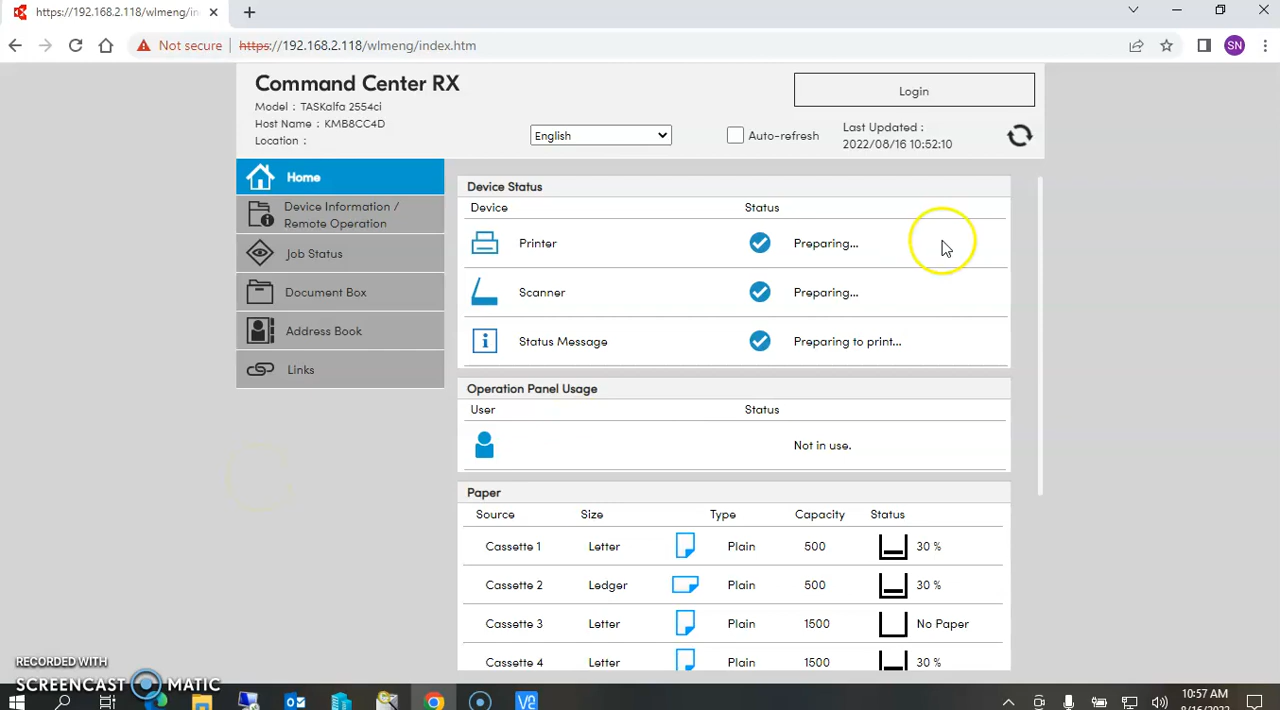 https://192.168.2.118/wlmeng/in
Not secure https://192.168.2.118/wlmeng/index.htm SN
Command Center RX
Model : TASKalfa 2554ci
Host Name : KMB8CC4D
Location :
Login
English
Auto-refresh
Last Updated :
2022/08/16 10:52:10
Home
Device Information /
Remote Operation
Job Status
Document Box
Address Book
Links
Device Status
Device Status
Printer Preparing...
Scanner Preparing...
Status Message Preparing to print...
Operation Panel Usage
User Status
Not in use.
Paper
Source Size Type Capacity Status
Cassette 1 Letter Plain 500 30 %
Cassette 2 Ledger Plain 500 30 %
Cassette 3 Letter Plain 1500 No Paper
Cassette 4 Letter Plain 1500 30 %
RECORDED WITH
SCREENCAST MATIC
10:57 AM
8/16/2022